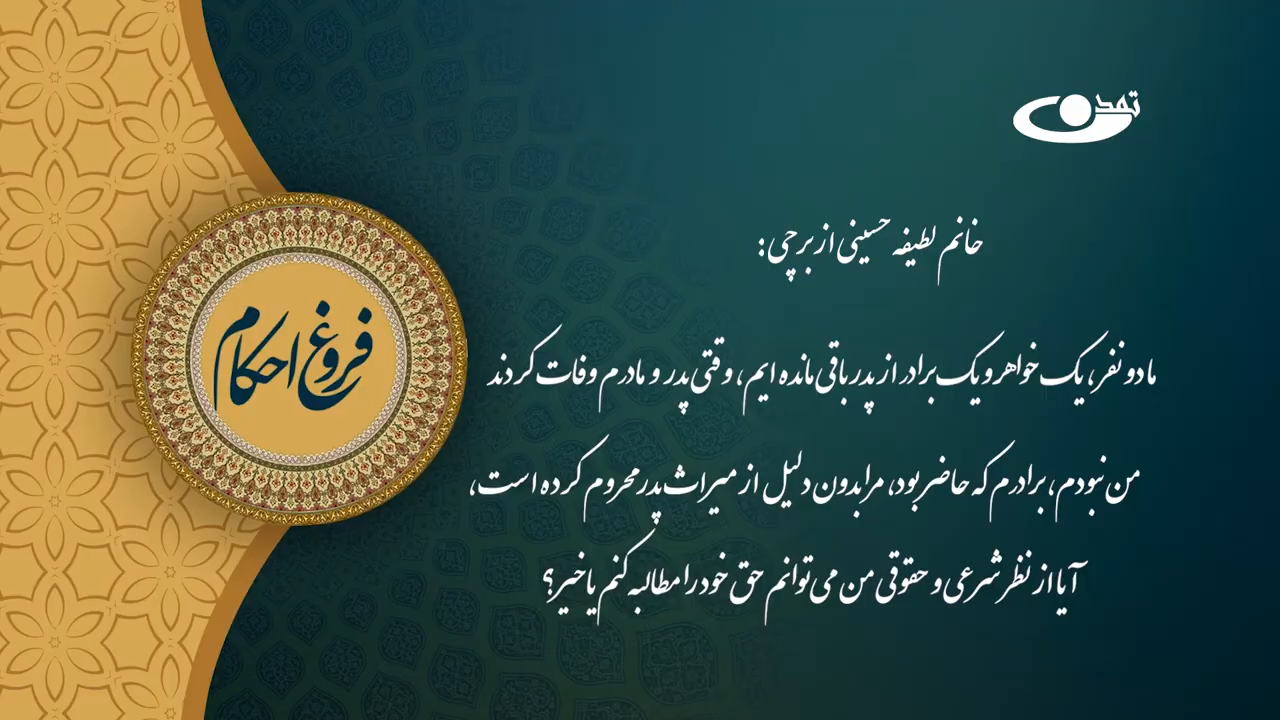 تمدن
خانم لطیفه حسینی از برچی:
ما دو نفر، یک خواهر و یک برادر از پدر باقی مانده ایم، وقتی پدر و مادرم وفات کردند
من نبودم، برادرم که حاضر بود، مرا بدون دلیل از میراث پدر محروم کرده است،
آیا از نظر شرعی و حقوقی من می توانم حق خود را مطالبه کنم یا خیر؟
فروغ احکام